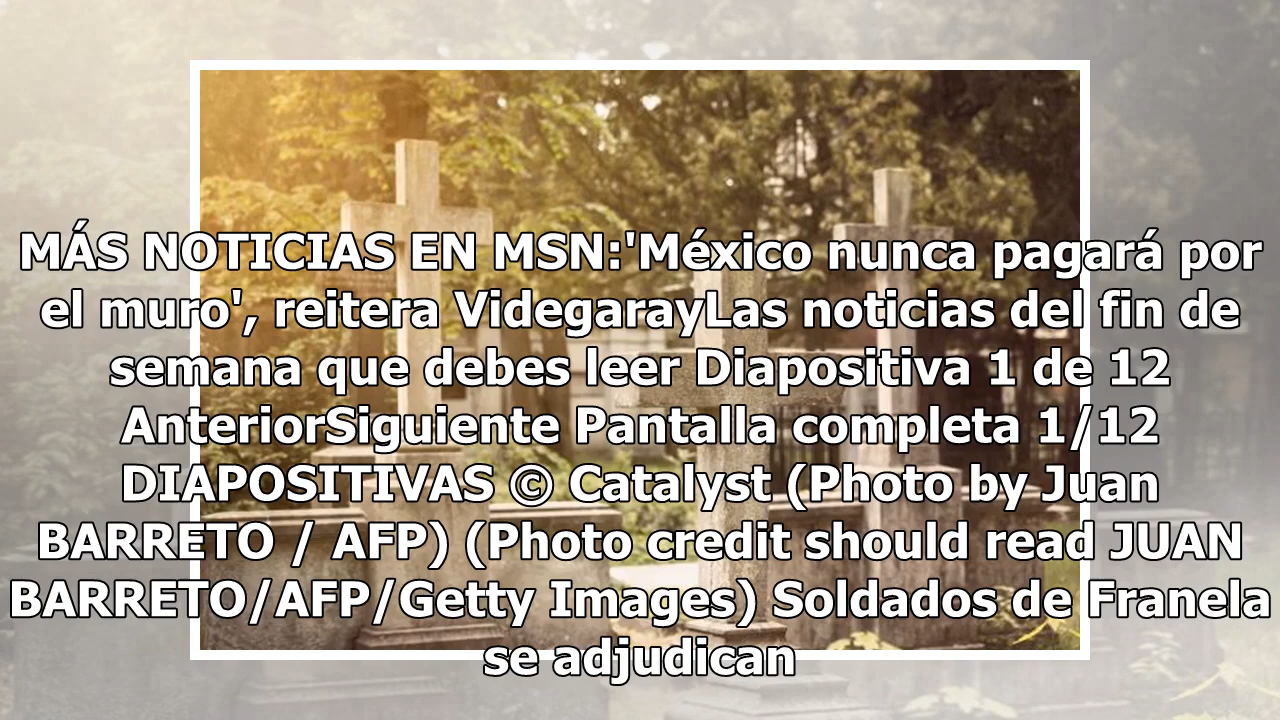 MÁS NOTICIAS EN MSN:'México nunca pagará por
el muro', reitera VidegarayLas noticias del fin de
semana que debes leer Diapositiva 1 de 12
AnteriorSiguiente Pantalla completa 1/12
DIAPOSITIVAS © Catalyst (Photo by Juan
BARRETO / AFP) (Photo credit should read JUAN
BARRETO/AFP/Getty Images) Soldados de Franela
se adjudican